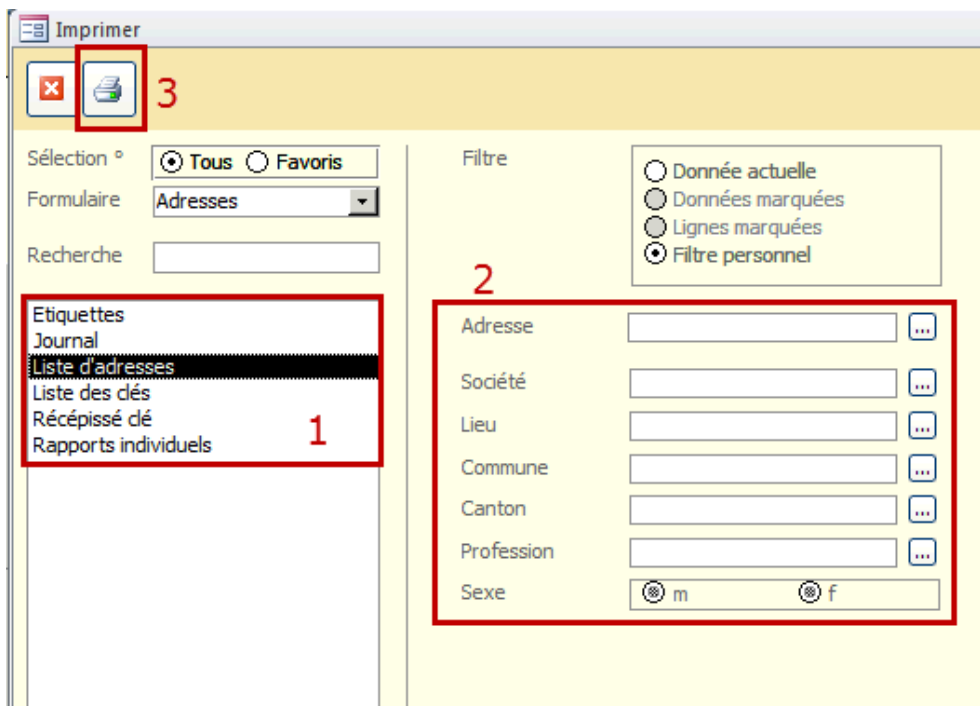 Imprimer
3
Sélection °
Tous
Favoris
Formulaire
Adresses
Recherche
Etiquettes
Journal
Liste d'adresses
Liste des clés
Récépissé clé
Rapports individuels
1
Filtre
Donnée actuelle
Données marquées
Lignes marquées
Filtre personnel
2
Adresse
...
Société
...
Lieu
...
Commune
...
Canton
...
Profession
...
Sexe
m
f